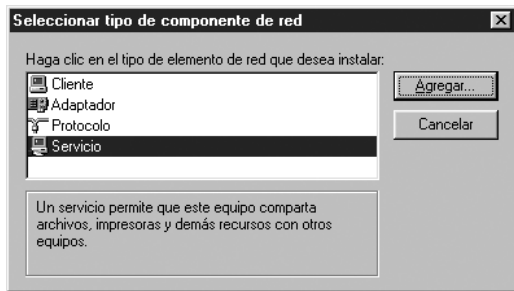 Seleccionar tipo de componente de red
Haga clic en el tipo de elemento de red que desea instalar:
Cliente
Adaptador
Protocolo
Servicio
Agregar...
Cancelar
Un servicio permite que este equipo comparta
archivos, impresoras y demás recursos con otros
equipos.